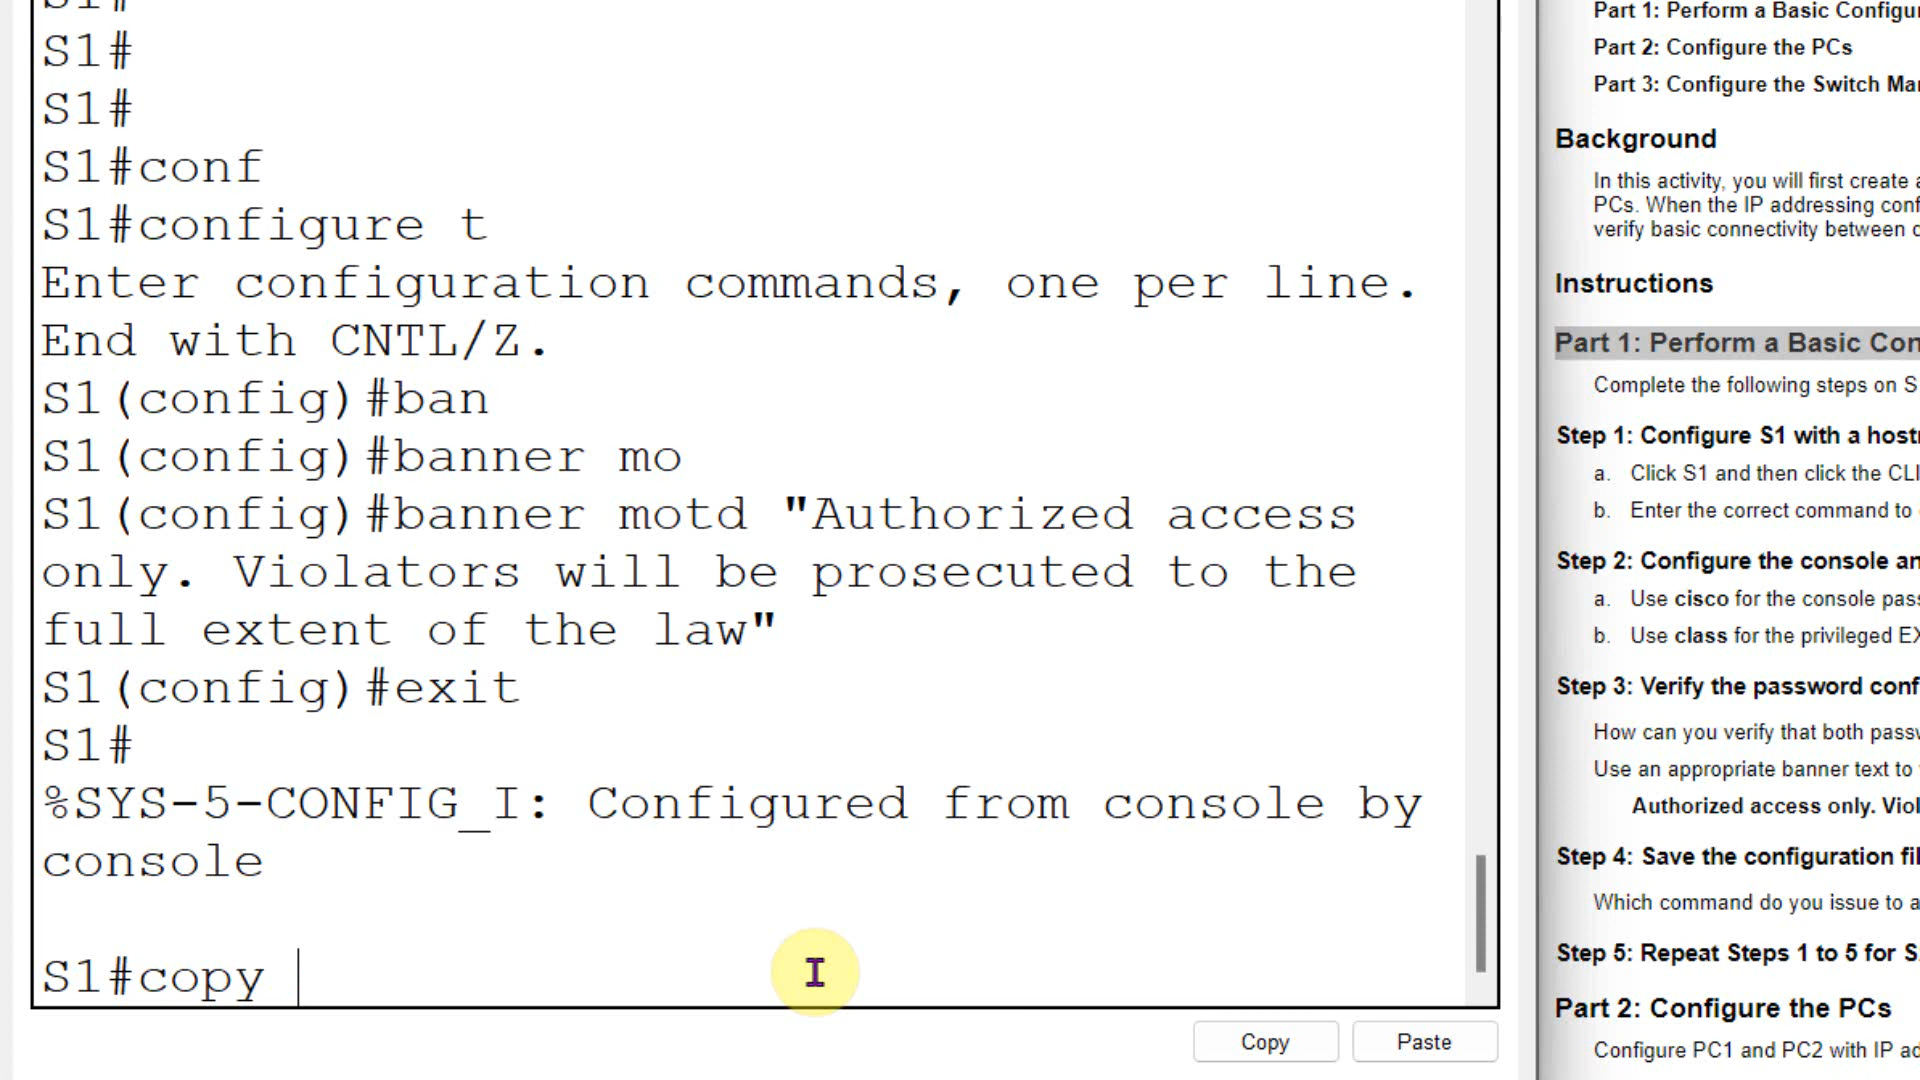 S1#
S1#
S1#
S1#conf
S1#configure t
Enter configuration commands, one per line.
End with CNTL/Z.
S1(config)#ban
S1(config)#banner mo
S1(config)#banner motd "Authorized access
only. Violators will be prosecuted to the
full extent of the law"
S1(config)#exit
S1#
%SYS-5-CONFIG_I: Configured from console by
console
S1#copy
Copy
Paste
Part 1: Perform a Basic Configu
Part 2: Configure the PCs
Part 3: Configure the Switch
Background
In this activity, you will first create
PCs. When the IP addressing conf
verify basic connectivity between
Instructions
Part 1: Perform a Basic Con
Complete the following steps on S
Step 1: Configure S1 with a host
a. Click S1 and then click the CLI
b. Enter the correct command to
Step 2: Configure the console
a. Use cisco for the console pass
b. Use class for the privileged EX
Step 3: Verify the password conf
How can you verify that both passw
Use an appropriate banner text to
Authorized access only. Viol
Step 4: Save the configuration fil
Which command do you issue to
Step 5: Repeat Steps 1 to 5 for S
Part 2: Configure the PCs
Configure PC1 and PC2 with IP ad